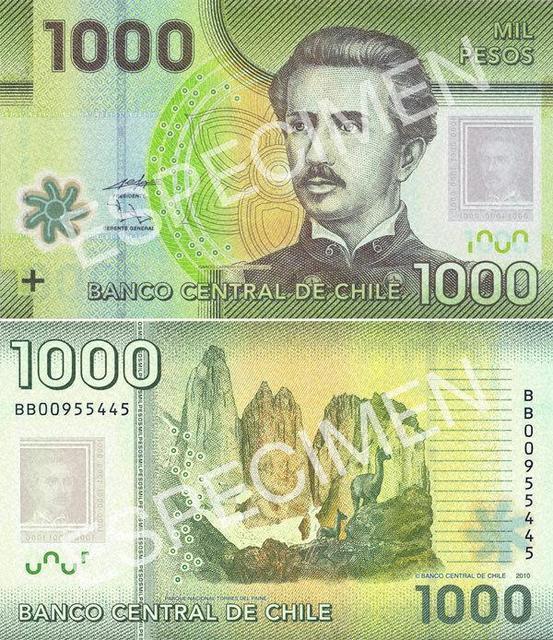 1000
MIL
PESOS
ESPECIMEN
PRESIDENTE
GERENTE GENERAL
1000
BANCO CENTRAL DE CHILE
1000
1000
BB00955445
BB00955445
ESPECIMEN
PARQUE NACIONAL TORRES DEL PAINE
© BANCO CENTRAL DE CHILE 2010
BANCO CENTRAL DE CHILE
1000